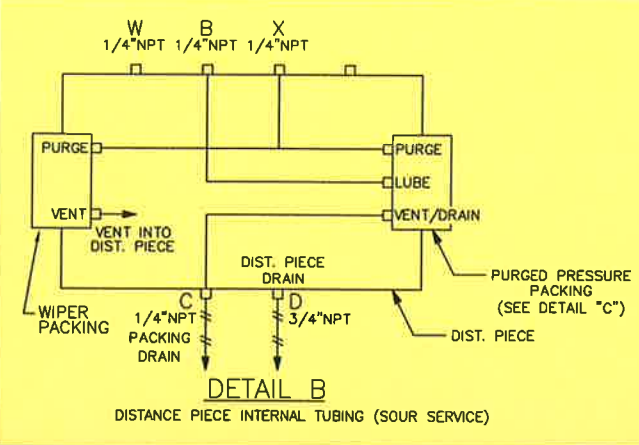 W B X
1/4"NPT 1/4"NPT 1/4"NPT
PURGE
PURGE
LUBE
VENT
VENT/DRAIN
VENT INTO
DIST. PIECE
DIST. PIECE
DRAIN
PURGED PRESSURE
PACKING
(SEE DETAIL "C")
WIPER
PACKING
C D
1/4"NPT 3/4"NPT
PACKING
DRAIN
DIST. PIECE
DETAIL B
DISTANCE PIECE INTERNAL TUBING (SOUR SERVICE)